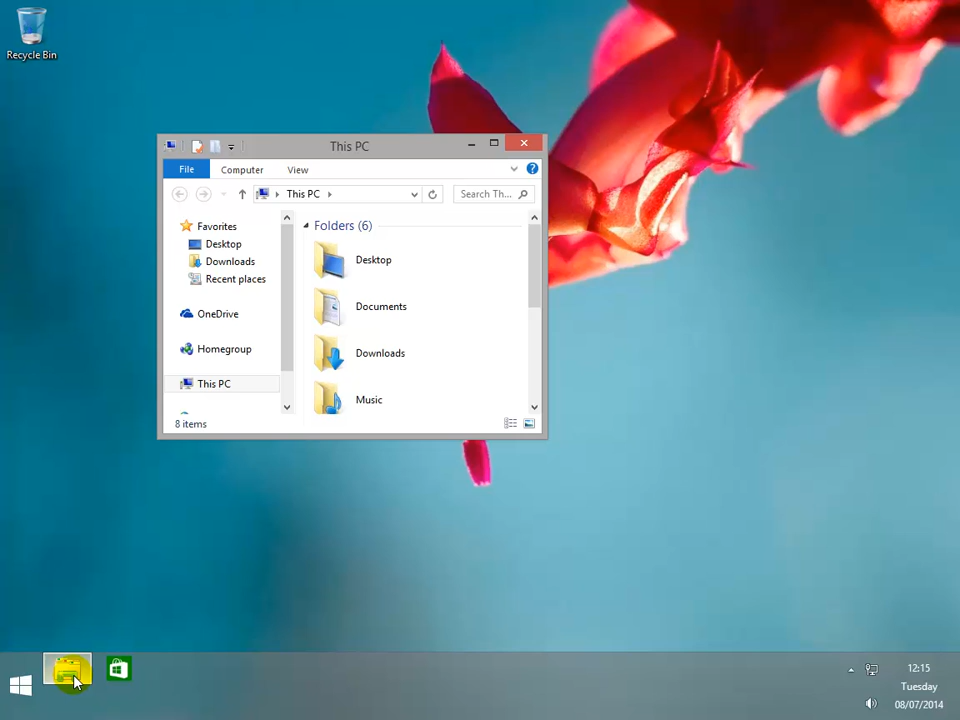 Recycle Bin
This PC
File
Computer
View
This PC
Search Th...
Favorites
Desktop
Downloads
Recent places
OneDrive
Homegroup
This PC
Folders (6)
Desktop
Documents
Downloads
Music
8 items
12:15
Tuesday
08/07/2014